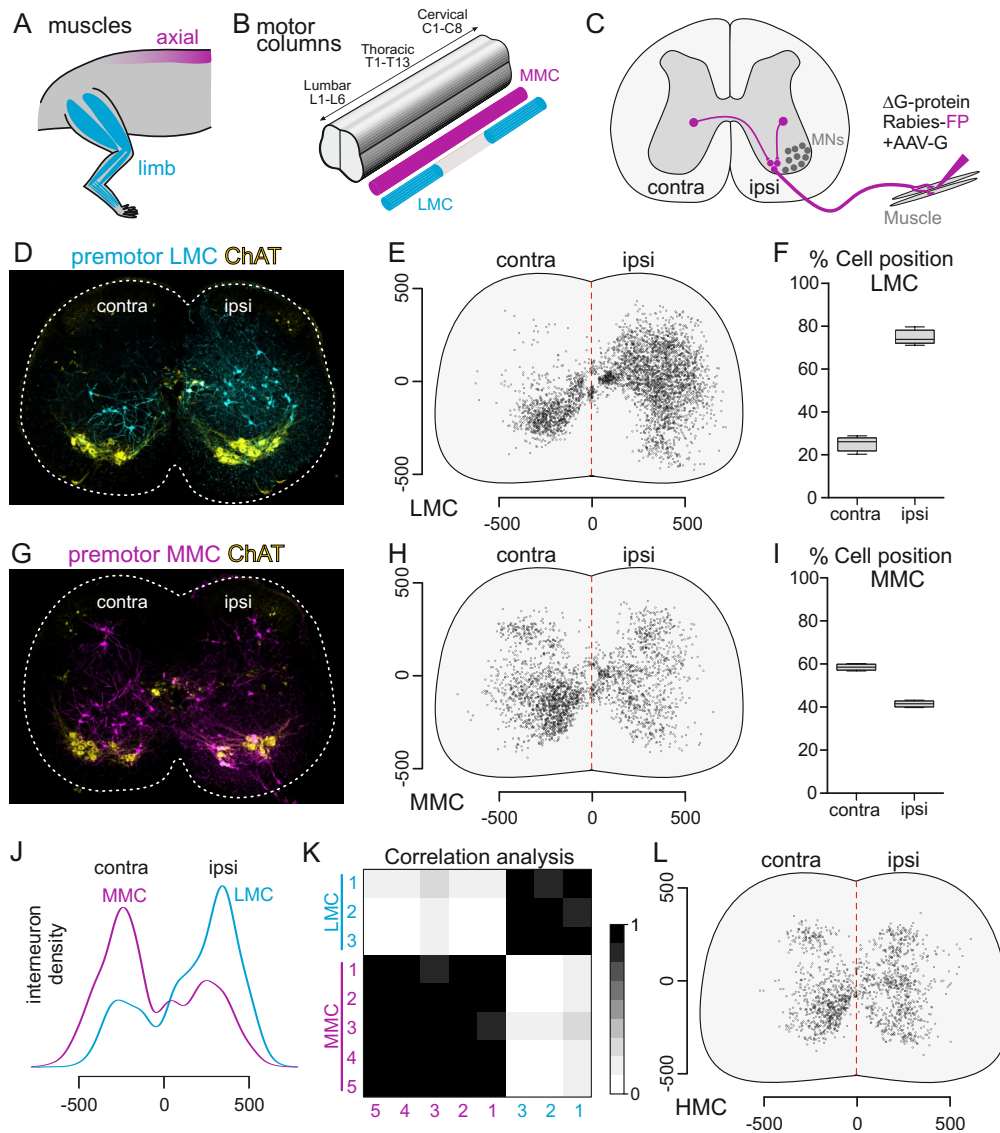 A muscles
axial
limb
B motor
columns
Cervical
C1-C8
Thoracic
T1-T13
Lumbar
L1-L6
MMC
LMC
C
MNs
contra
ipsi
ΔG-protein
Rabies-FP
+AAV-G
Muscle
D premotor LMC ChAT
contra ipsi
E
contra ipsi
500
0
-500
LMC
-500 0 500
F % Cell position
LMC
100
80
60
40
20
0
contra ipsi
G premotor MMC ChAT
contra ipsi
H
contra ipsi
500
0
-500
MMC
-500 0 500
I % Cell position
MMC
100
80
60
40
20
0
contra ipsi
J
contra ipsi
MMC LMC
interneuron
density
-500 0 500
K Correlation analysis
LMC
1
2
3
MMC
1
2
3
4
5
5 4 3 2 1 3 2 1
1
0
L
contra ipsi
500
0
-500
HMC
-500 0 500